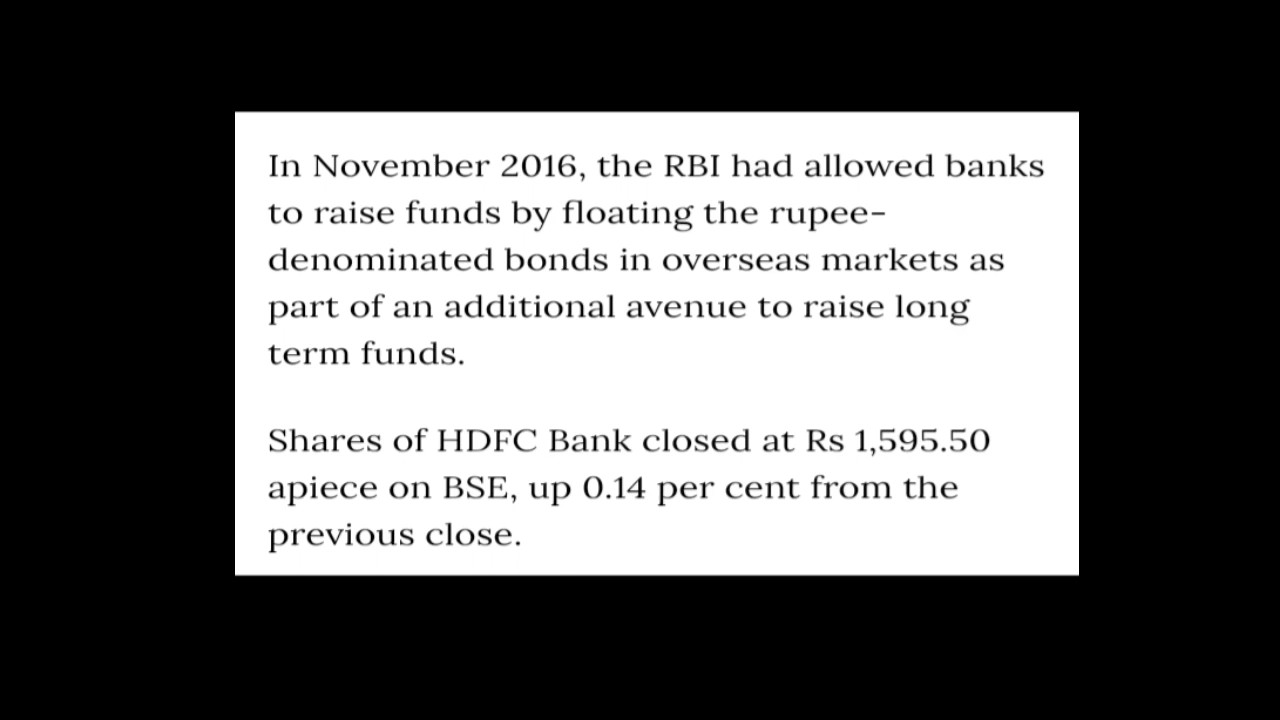 In November 2016, the RBI had allowed banks
to raise funds by floating the rupee-
denominated bonds in overseas markets as
part of an additional avenue to raise long
term funds.
Shares of HDFC Bank closed at Rs 1,595.50
apiece on BSE, up 0.14 per cent from the
previous close.